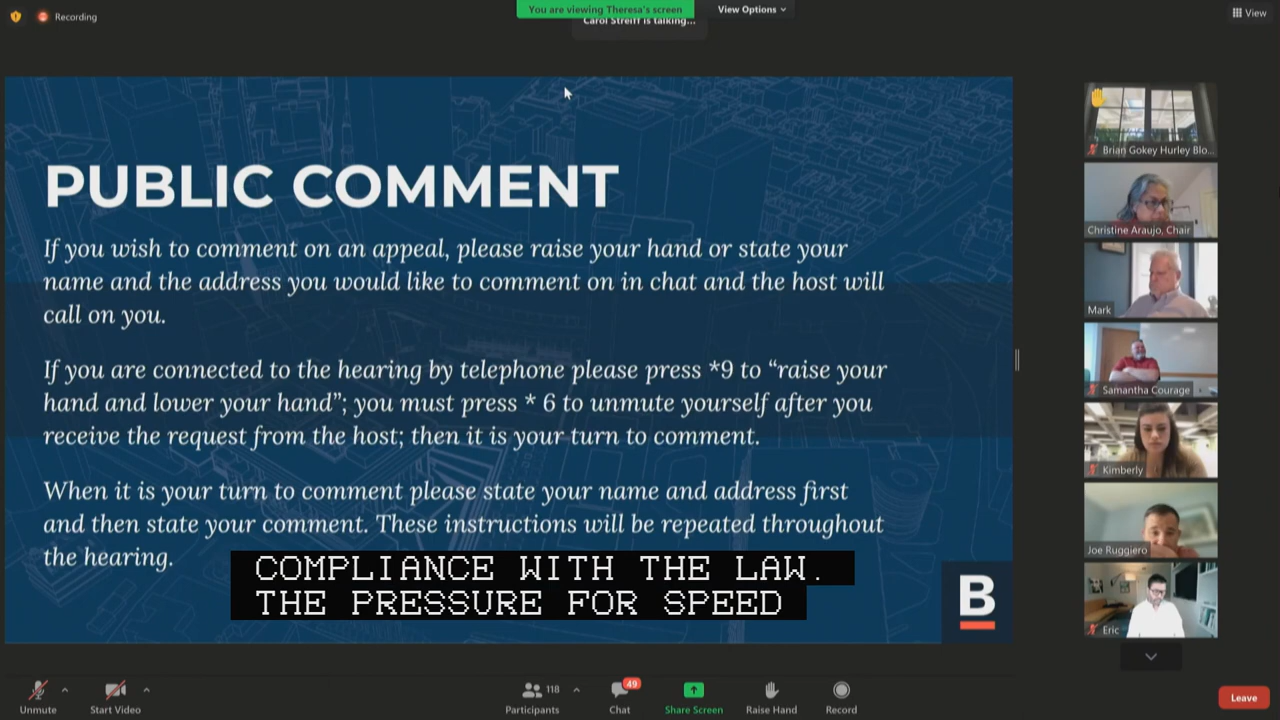 Recording
You are viewing Theresa's screen
View Options
Carol Streiff is talking...
View
PUBLIC COMMENT
If you wish to comment on an appeal, please raise your hand or state your
name and the address you would like to comment on in chat and the host will
call on you.
If you are connected to the hearing by telephone please press *9 to “raise your
hand and lower your hand”; you must press * 6 to unmute yourself after you
receive the request from the host; then it is your turn to comment.
When it is your turn to comment please state your name and address first
and then state your comment. These instructions will be repeated throughout
the hearing.
COMPLIANCE WITH THE LAW.
THE PRESSURE FOR SPEED
B
Brian Gokey Hurley Blo...
Christine Araujo, Chair
Mark
Samantha Courage
Kimberly
Joe Ruggiero
Eric
Unmute
Start Video
118
Participants
49
Chat
Share Screen
Raise Hand
Record
Leave